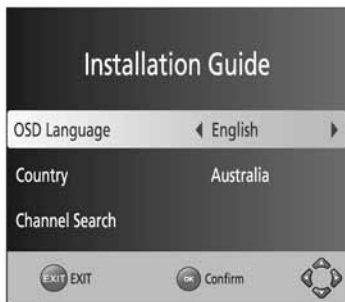 Installation Guide
OSD Language English
Country Australia
Channel Search
EXIT EXIT OK Confirm